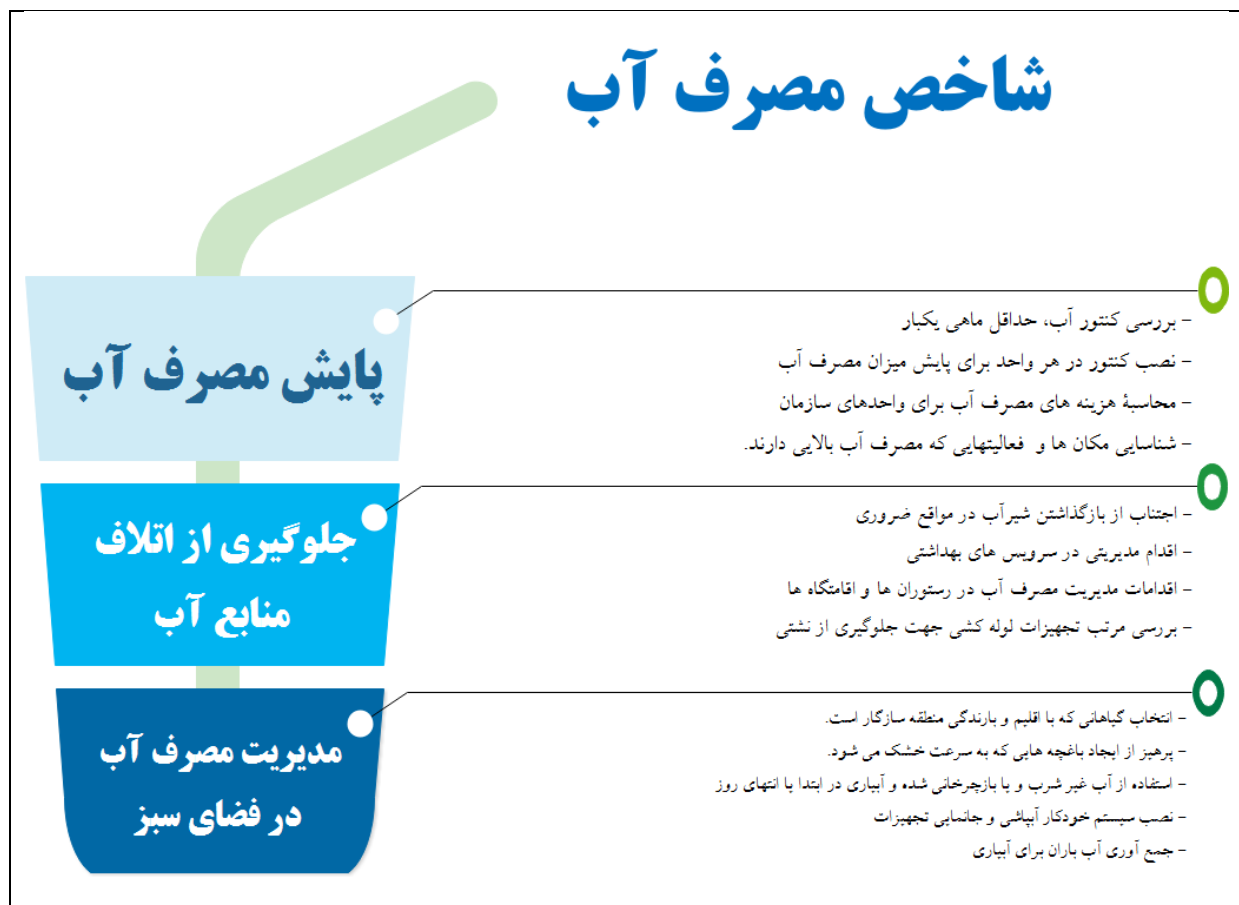 شاخص مصرف آب
پایش مصرف آب
- بررسی کنتور آب، حداقل ماهی یکبار
- نصب کنتور در هر واحد برای پایش میزان مصرف آب
- محاسبۀ هزینه های مصرف آب برای واحدهای سازمان
- شناسایی مکان ها و فعالیتهایی که مصرف آب بالایی دارند.
جلوگیری از اتلاف
منابع آب
- اجتناب از بازگذاشتن شیرآب در مواقع ضروری
- اقدام مدیریتی در سرویس های بهداشتی
- اقدامات مدیریت مصرف آب در رستوران ها و اقامتگاه ها
- بررسی مرتب تجهیزات لوله کشی جهت جلوگیری از نشتی
مدیریت مصرف آب
در فضای سبز
- انتخاب گیاهانی که با اقلیم و بارندگی منطقه سازگار است.
- پرهیز از ایجاد باغچه هایی که به سرعت خشک می شود.
- استفاده از آب غیر شرب و یا بازچرخانی شده و آبیاری در ابتدا یا انتهای روز
- نصب سیستم خودکار آبپاشی و جانمایی تجهیزات
- جمع آوری آب باران برای آبیاری